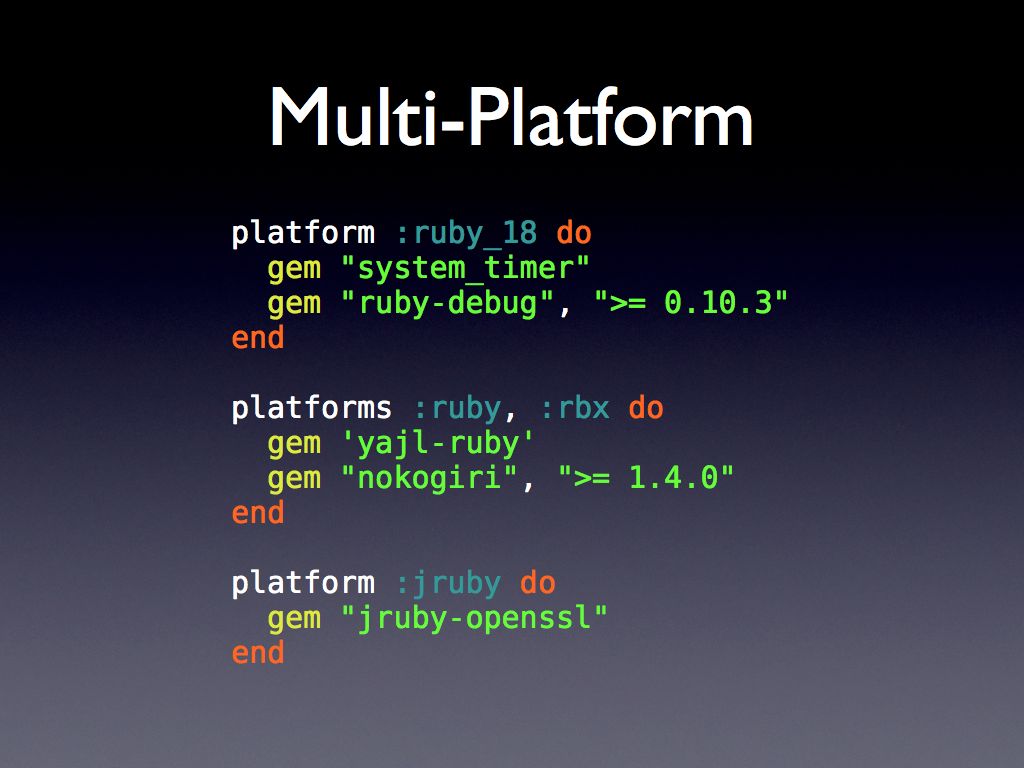 Multi-Platform
platform :ruby_18 do
  gem "system_timer"
  gem "ruby-debug", ">= 0.10.3"
end
platforms :ruby, :rbx do
  gem 'yajl-ruby'
  gem "nokogiri", ">= 1.4.0"
end
platform :jruby do
  gem "jruby-openssl"
end